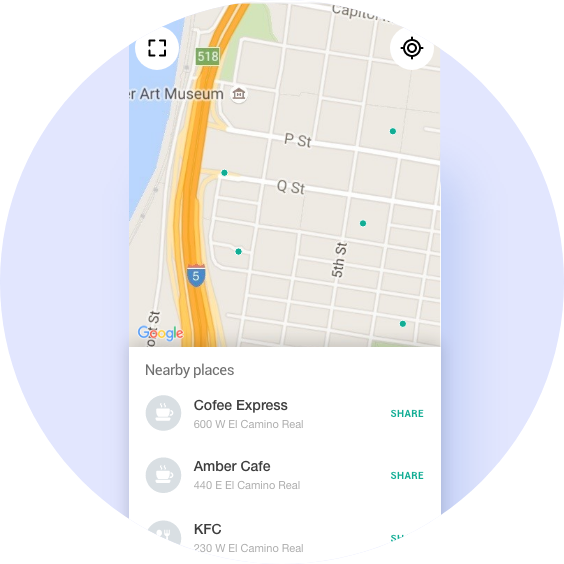 Capitol
518
er Art Museum
P St
Q St
5th St
5
St
Google
Nearby places
Cofee Express
600 W El Camino Real
SHARE
Amber Cafe
440 E El Camino Real
SHARE
KFC
230 W El Camino Real